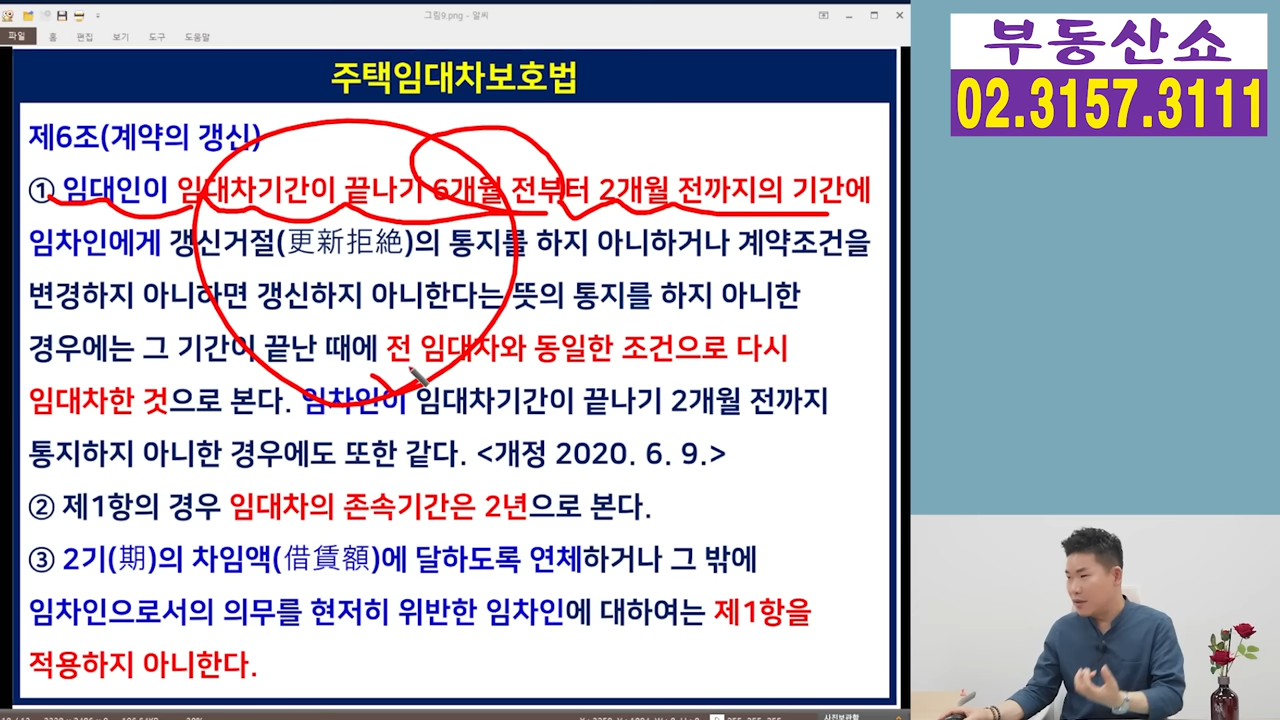 그림9.png - 알씨
파일 홈 편집 보기 도구 도움말
부동산쇼
02.3157.3111
주택임대차보호법
제6조(계약의 갱신)
① 임대인이 임대차기간이 끝나기 6개월 전부터 2개월 전까지의 기간에
임차인에게 갱신거절(更新拒絶)의 통지를 하지 아니하거나 계약조건을
변경하지 아니하면 갱신하지 아니한다는 뜻의 통지를 하지 아니한
경우에는 그 기간이 끝난 때에 전 임대차와 동일한 조건으로 다시
임대차한 것으로 본다. 임차인이 임대차기간이 끝나기 2개월 전까지
통지하지 아니한 경우에도 또한 같다. <개정 2020. 6. 9.>
② 제1항의 경우 임대차의 존속기간은 2년으로 본다.
③ 2기(期)의 차임액(借賃額)에 달하도록 연체하거나 그 밖에
임차인으로서의 의무를 현저히 위반한 임차인에 대하여는 제1항을
적용하지 아니한다.